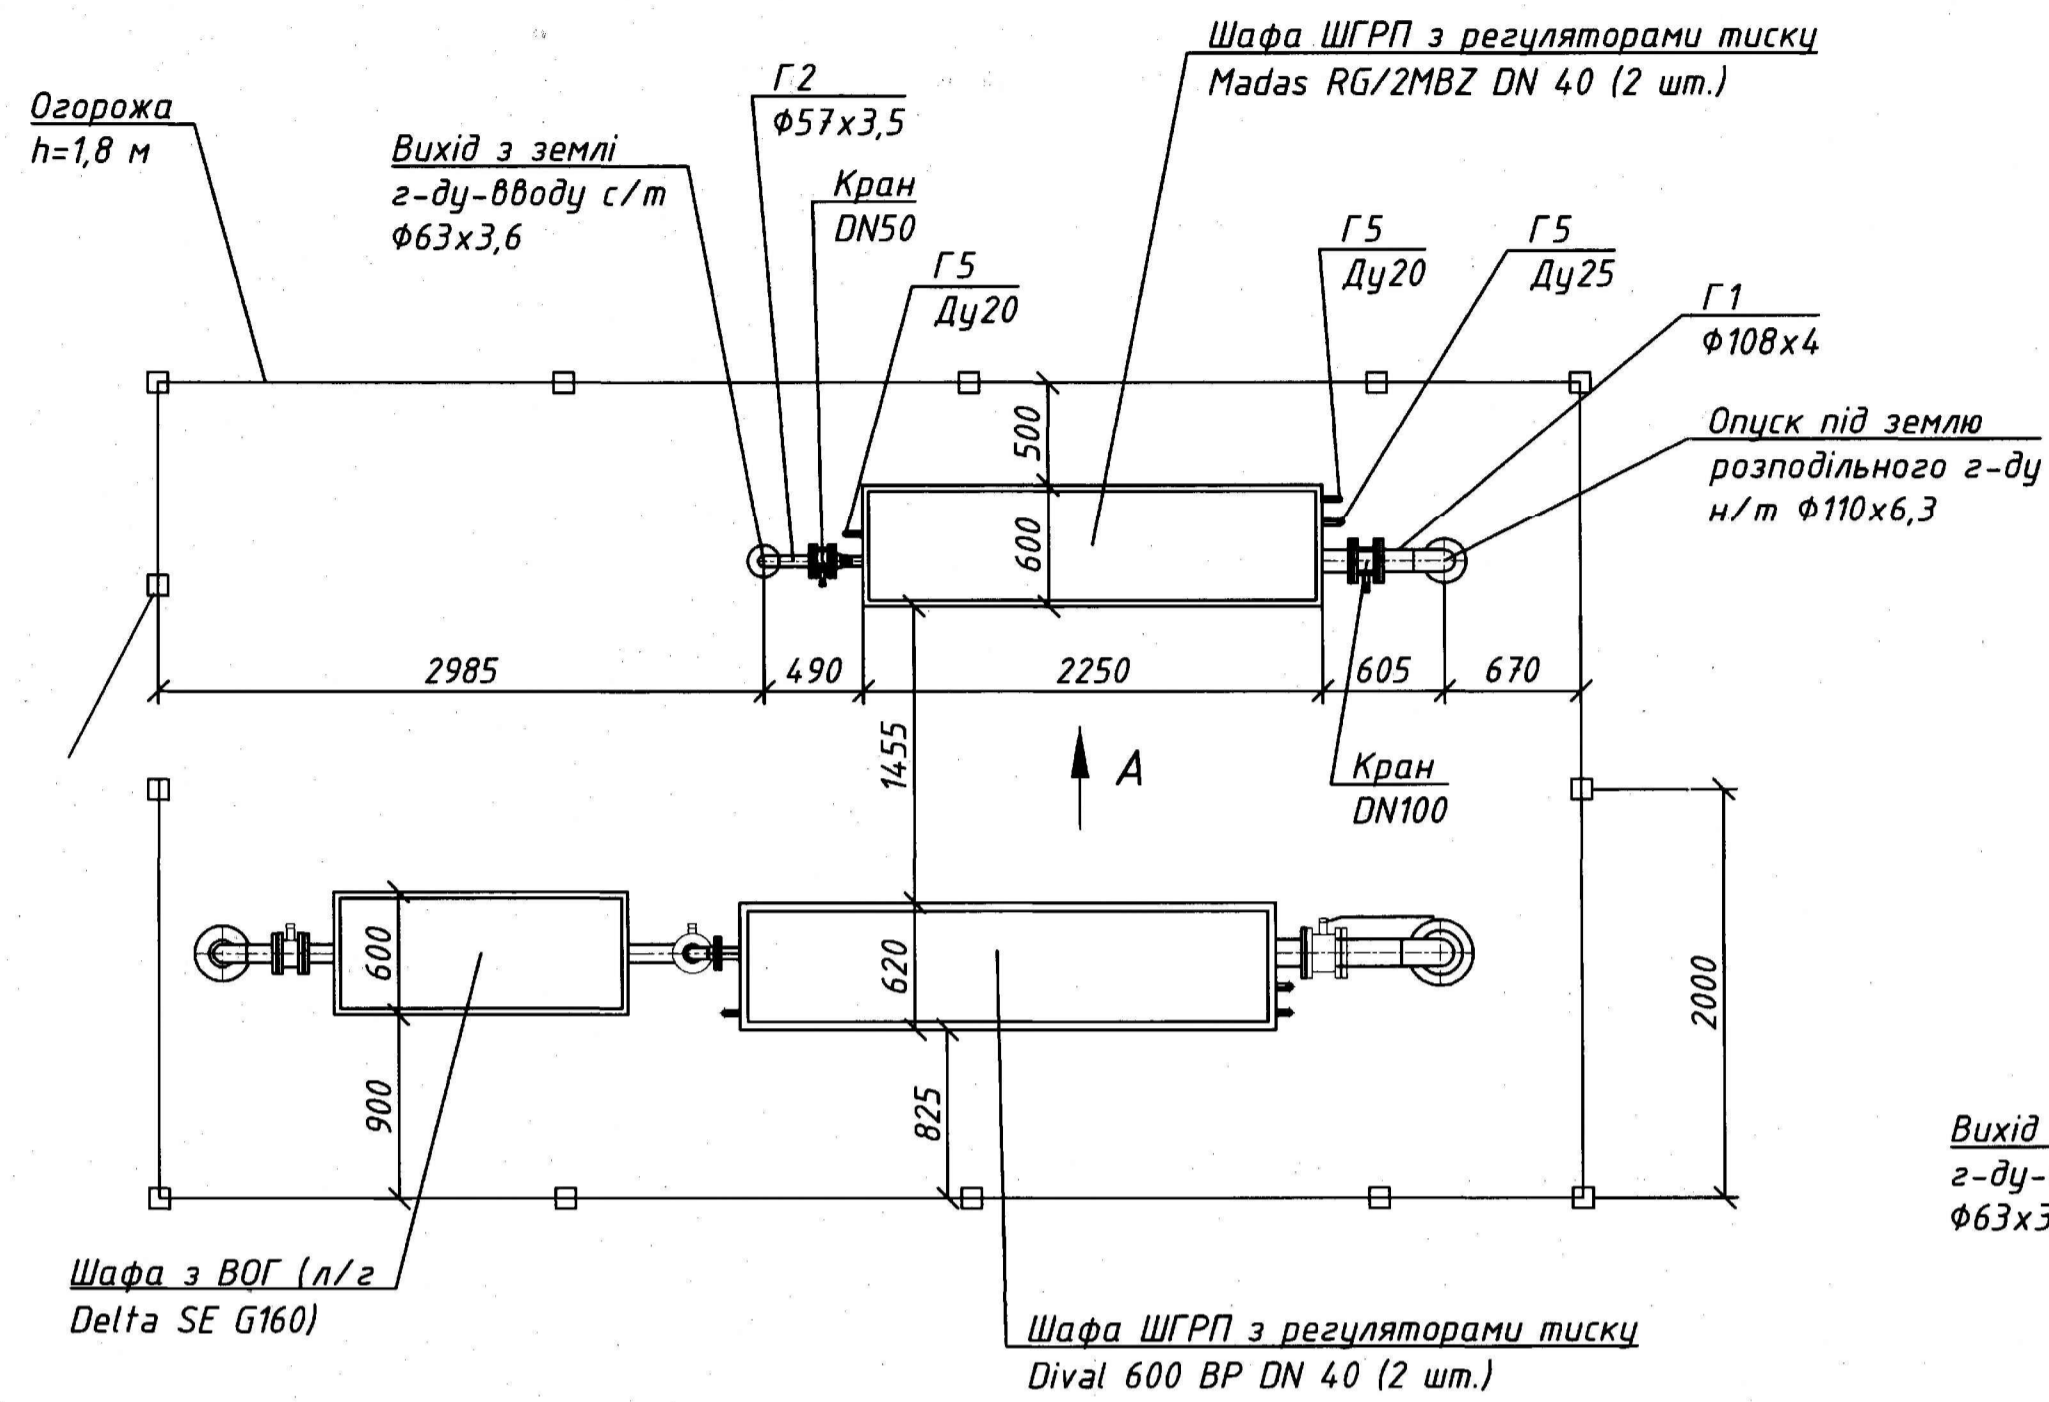 Шафа ШГРП з регуляторами тиску
Madas RG/2MBZ DN 40 (2 шт.)
Г2
Ф57х3,5
Огорожа
h=1,8 м
Вихід з землі
г-ду-вводу с/т
Ф63х3,6
Кран
DN50
Г5
Ду20
Г5
Ду20
Г5
Ду25
Г1
Ф108х4
Опуск під землю
розподільного г-ду
н/т Ф110х6,3
500
600
2985
490
2250
605
670
1455
А
Кран
DN100
600
620
2000
900
825
Вихід
г-ду-
Ф63х3
Шафа з ВОГ (л/г
Delta SE G160)
Шафа ШГРП з регуляторами тиску
Dival 600 BP DN 40 (2 шт.)